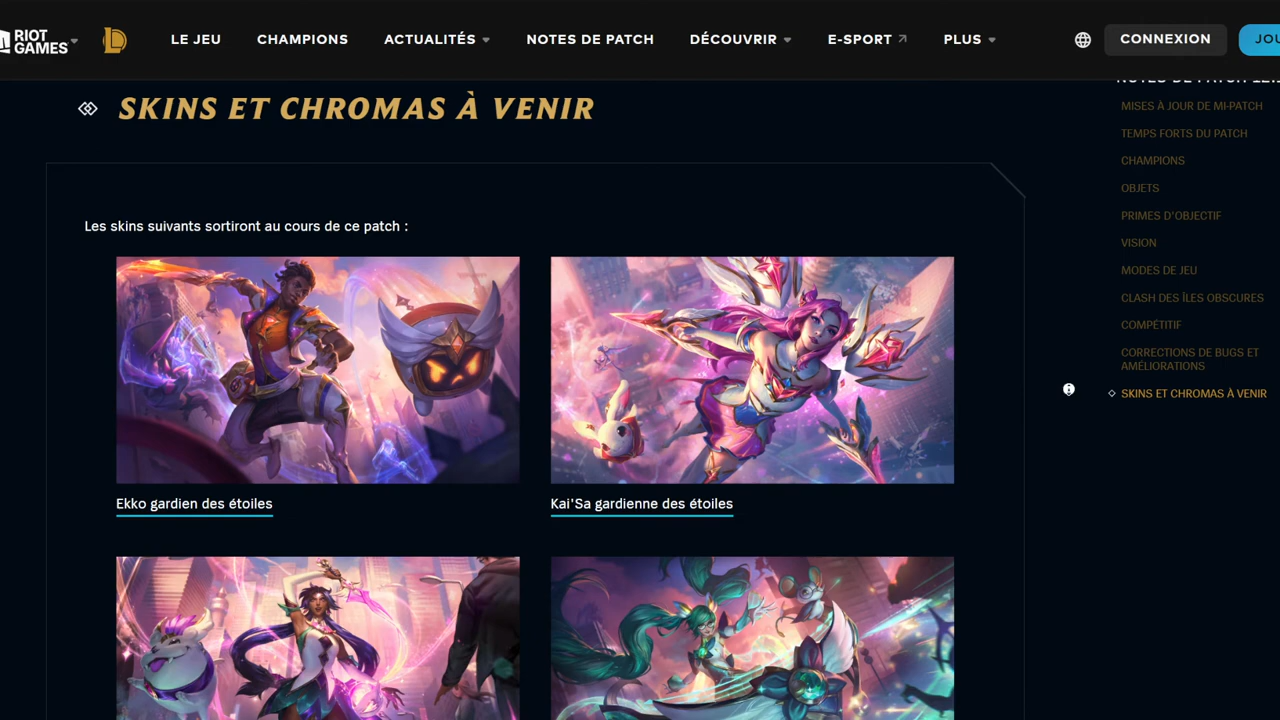 RIOT
GAMES
LE JEU
CHAMPIONS
ACTUALITÉS
NOTES DE PATCH
DÉCOUVRIR
E-SPORT
PLUS
CONNEXION
SKINS ET CHROMAS À VENIR
Les skins suivants sortiront au cours de ce patch :
Ekko gardien des étoiles
Kai'Sa gardienne des étoiles
MISES À JOUR DE MI-PATCH
TEMPS FORTS DU PATCH
CHAMPIONS
OBJETS
PRIMES D'OBJECTIF
VISION
MODES DE JEU
CLASH DES ÎLES OBSCURES
COMPÉTITIF
CORRECTIONS DE BUGS ET
AMÉLIORATIONS
SKINS ET CHROMAS À VENIR